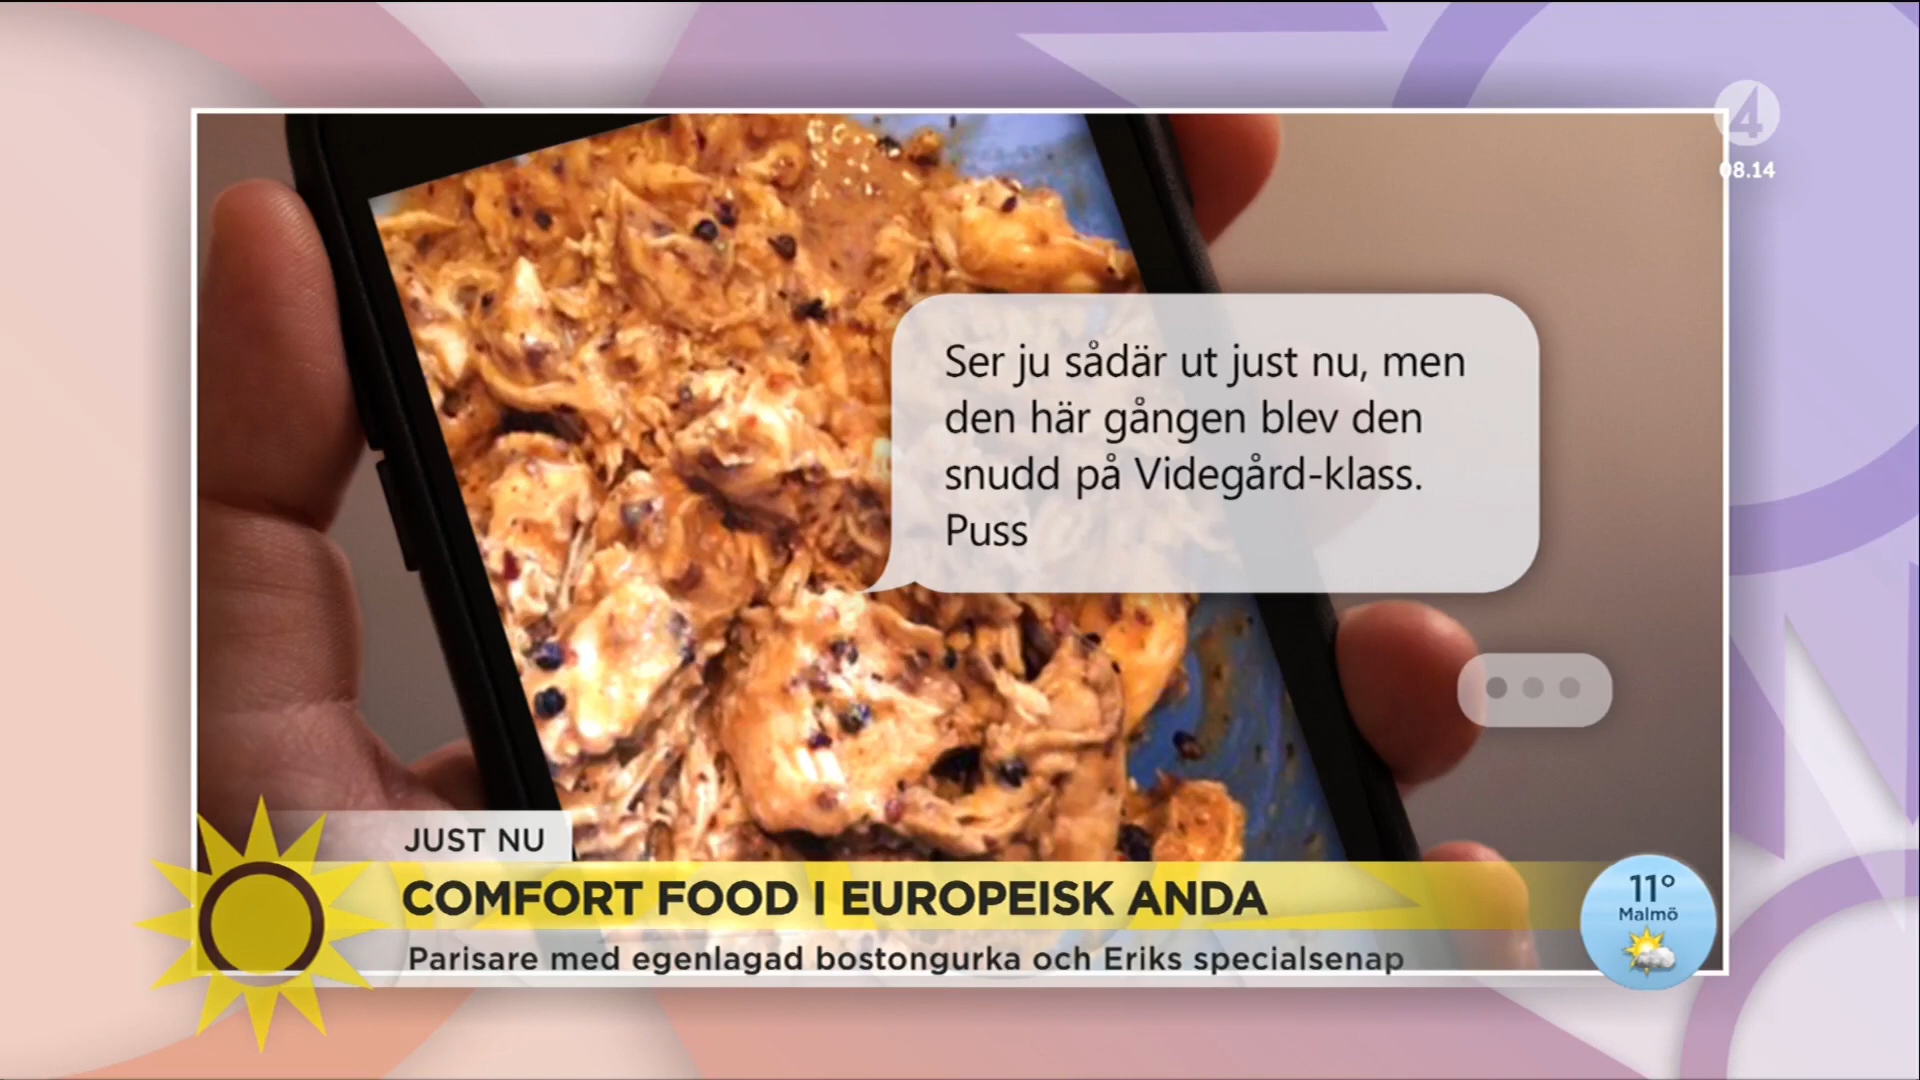 4
08.14
Ser ju sådär ut just nu, men
den här gången blev den
snudd på Videgård-klass.
Puss
JUST NU
COMFORT FOOD I EUROPEISK ANDA
Parisare med egenlagad bostongurka och Eriks specialsenap
11°
Malmö